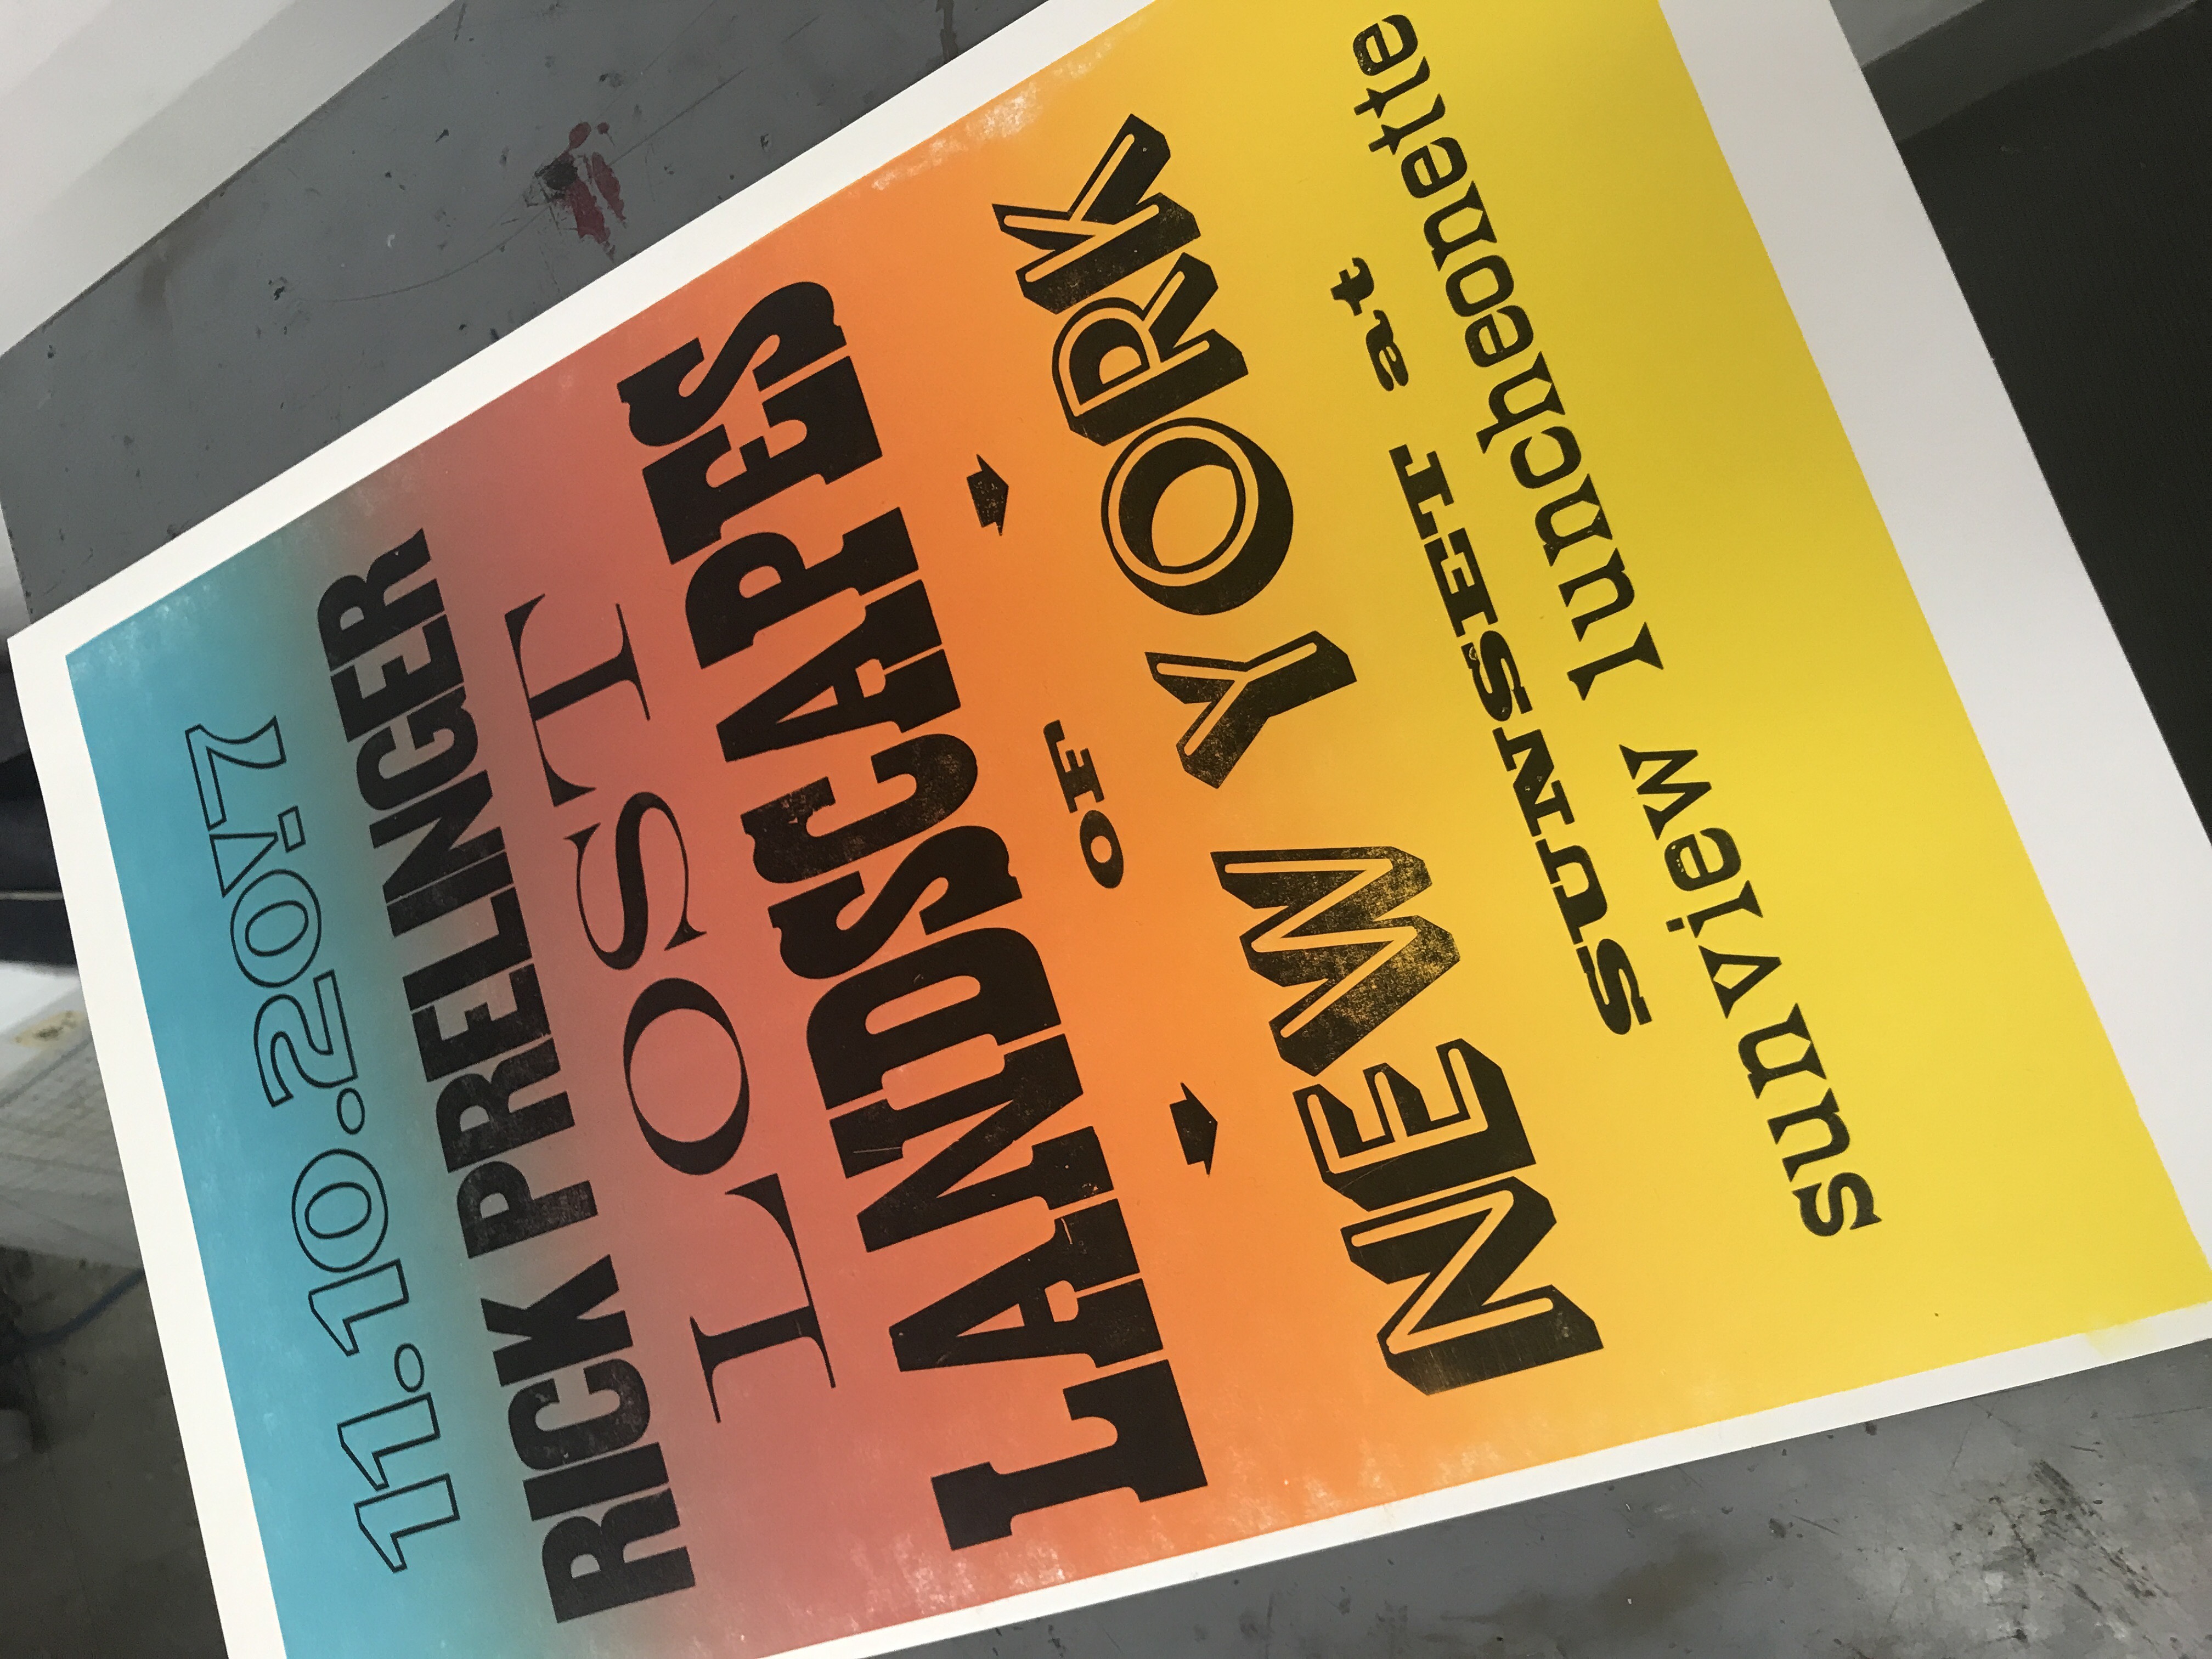 11.10.20!7
RICK PRELINGER
LOST
LANDSCAPES
OF
NEW YORK
SUNSET at
sunview luncheonette